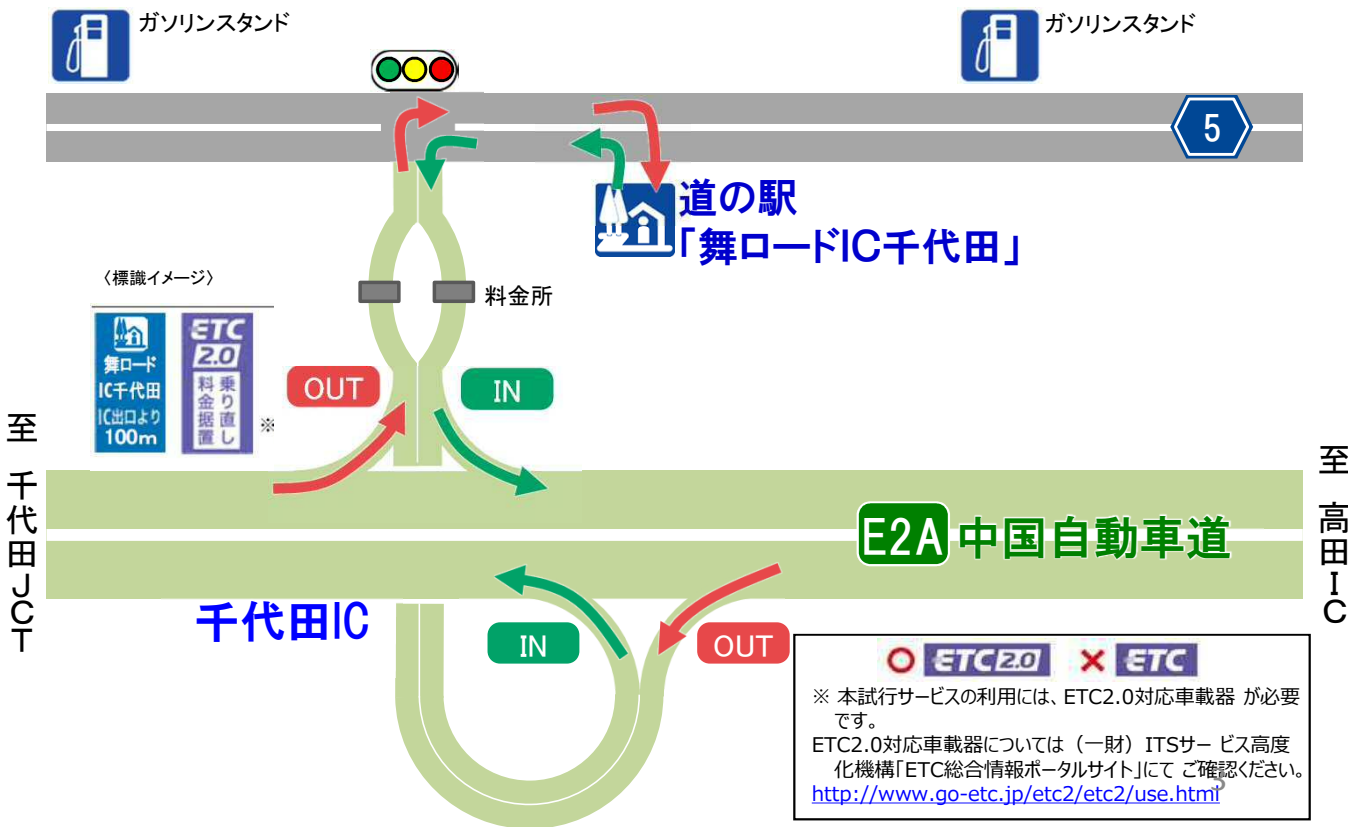 ガソリンスタンド
ガソリンスタンド
5
道の駅
「舞ロードIC千代田」
〈標識イメージ〉
料金所
舞ロード
IC千代田
IC出口より
100m
ETC
2.0
乗り直し
料金据置
※
OUT
IN
至 千代田JCT
至 高田IC
E2A 中国自動車道
千代田IC
IN
OUT
ETC2.0
ETC
※ 本試行サービスの利用には、ETC2.0対応車載器 が必要
です。
ETC2.0対応車載器については（一財）ITSサービス高度
化機構「ETC総合情報ポータルサイト」にて ご確認ください。
3
http://www.go-etc.jp/etc2/etc2/use.html